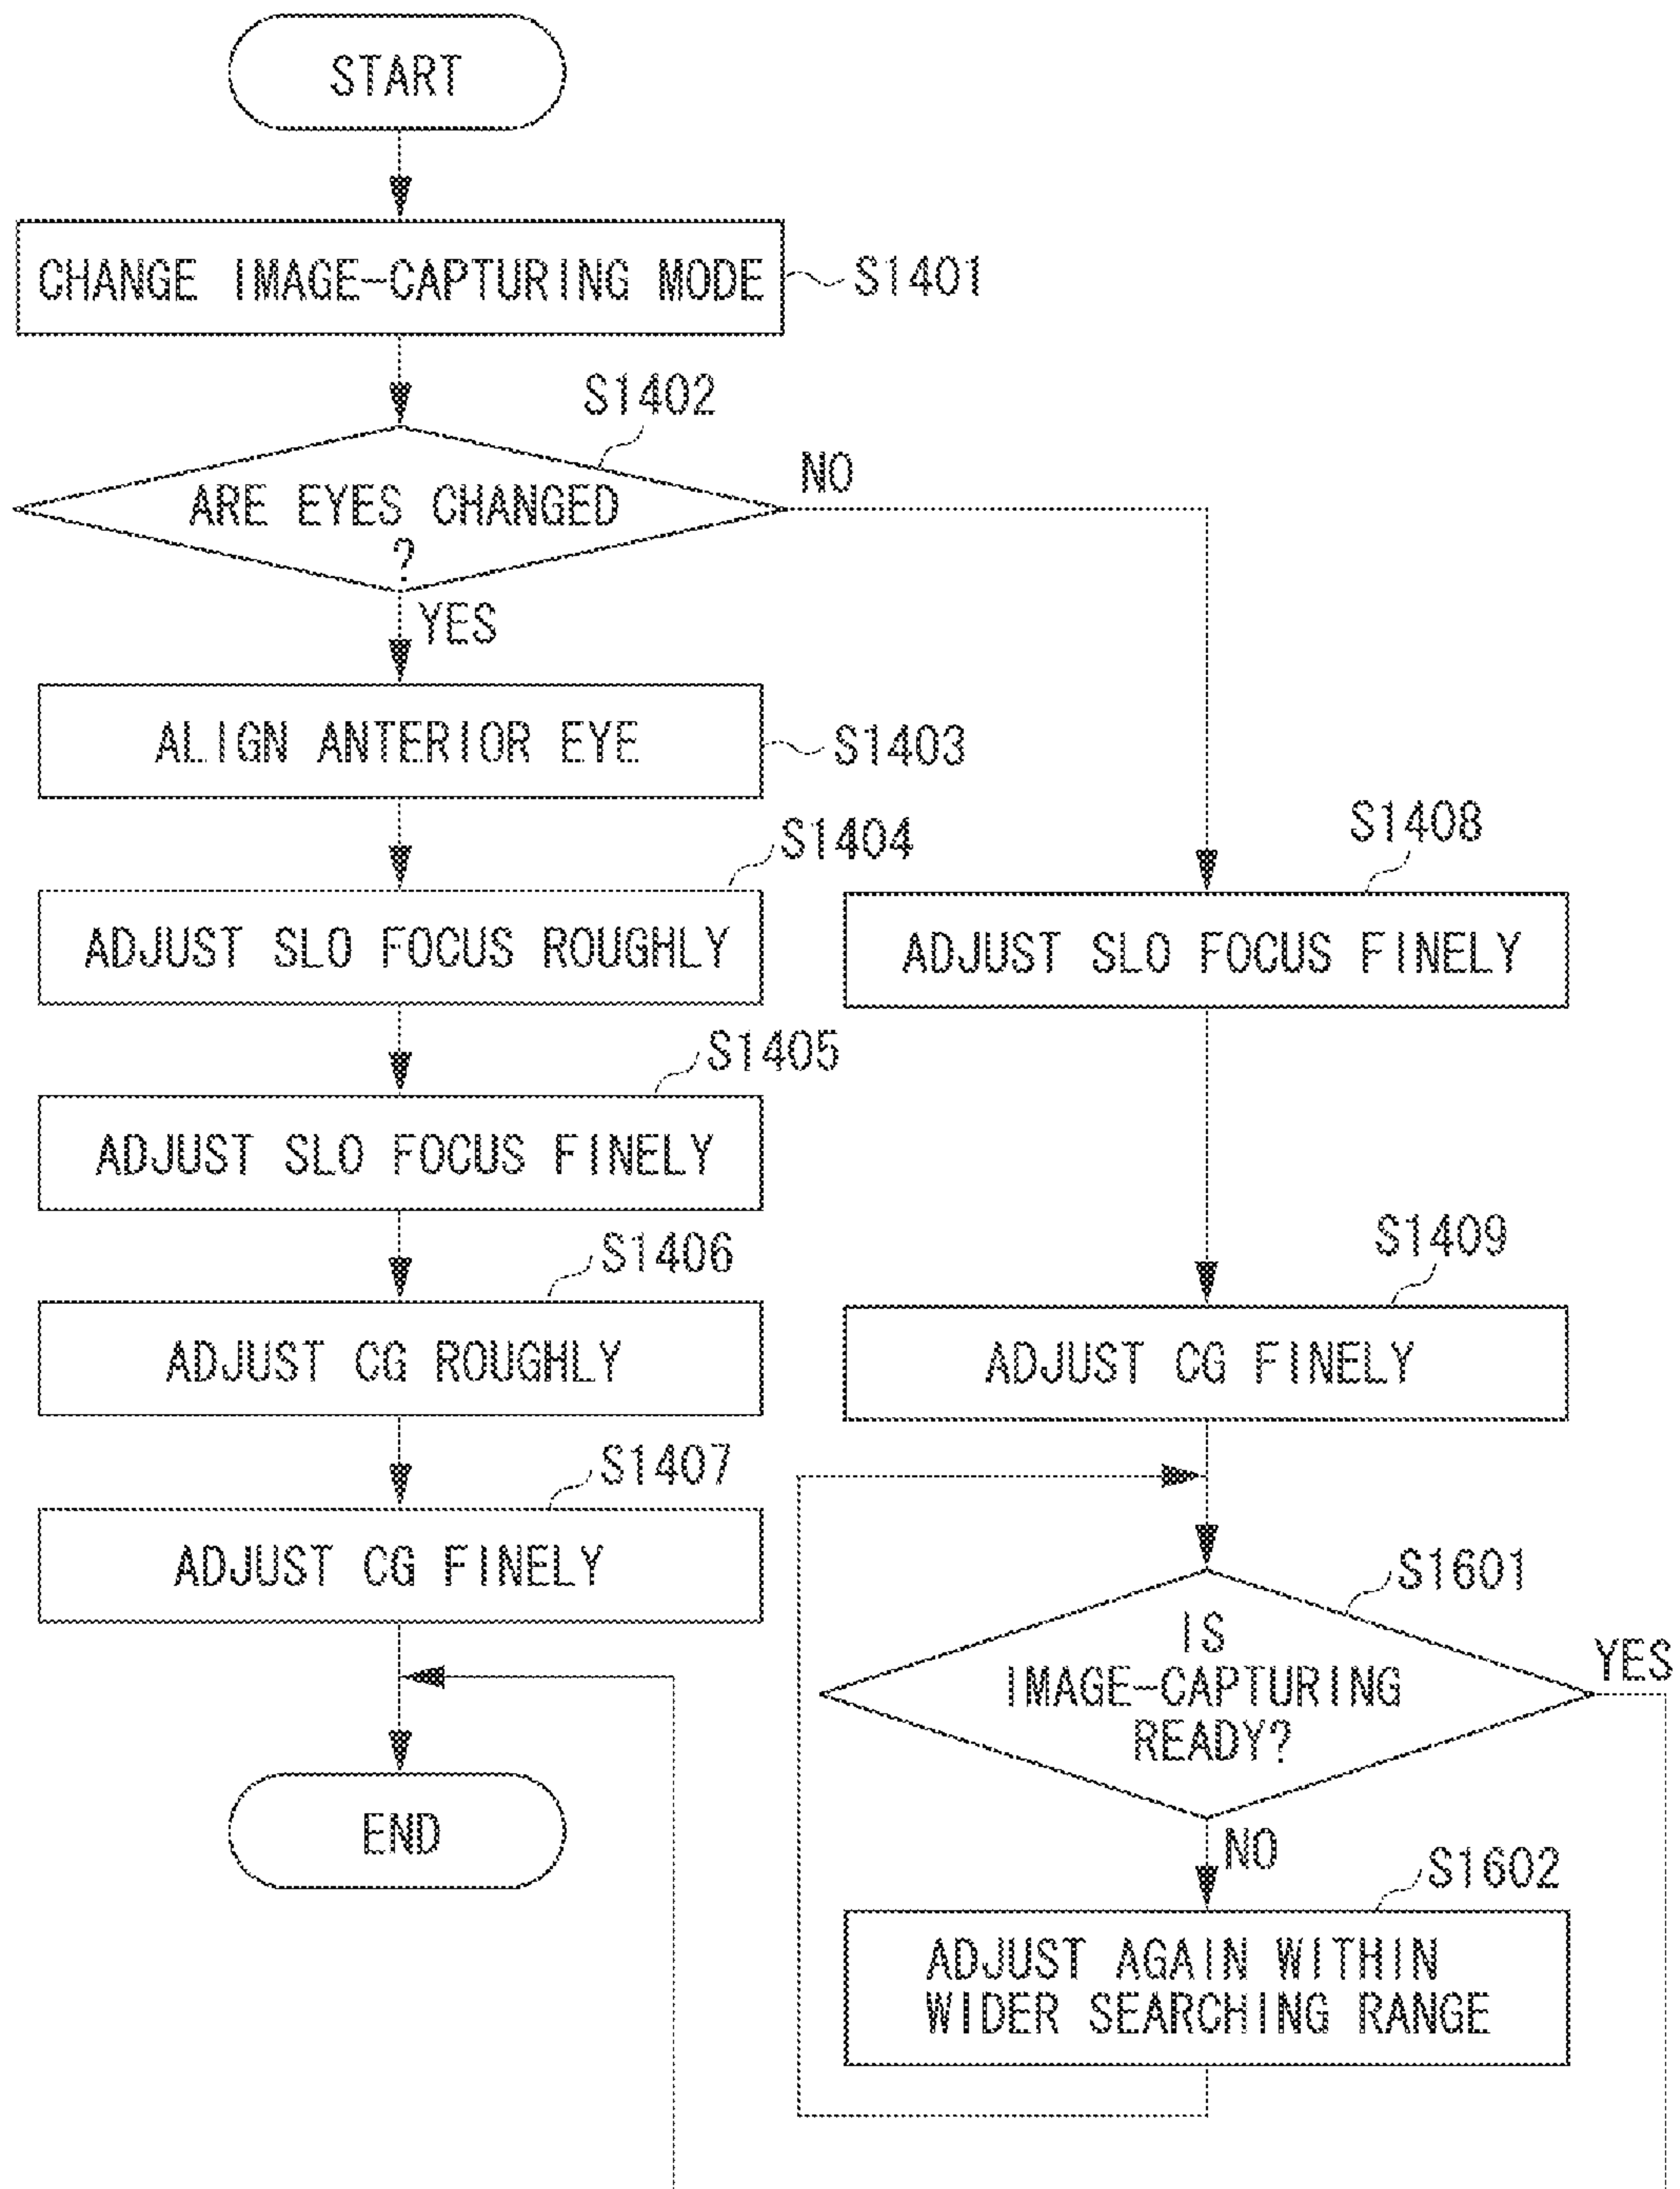 START
CHANGE IMAGE-CAPTURING MODE
S1401
S1402
ARE EYES CHANGED
?
NO
YES
ALIGN ANTERIOR EYE
S1403
S1404
ADJUST SLO FOCUS ROUGHLY
S1405
ADJUST SLO FOCUS FINELY
S1406
ADJUST CG ROUGHLY
S1407
ADJUST CG FINELY
END
S1408
ADJUST SLO FOCUS FINELY
S1409
ADJUST CG FINELY
S1601
IS
IMAGE-CAPTURING
READY?
YES
NO
S1602
ADJUST AGAIN WITHIN
WIDER SEARCHING RANGE